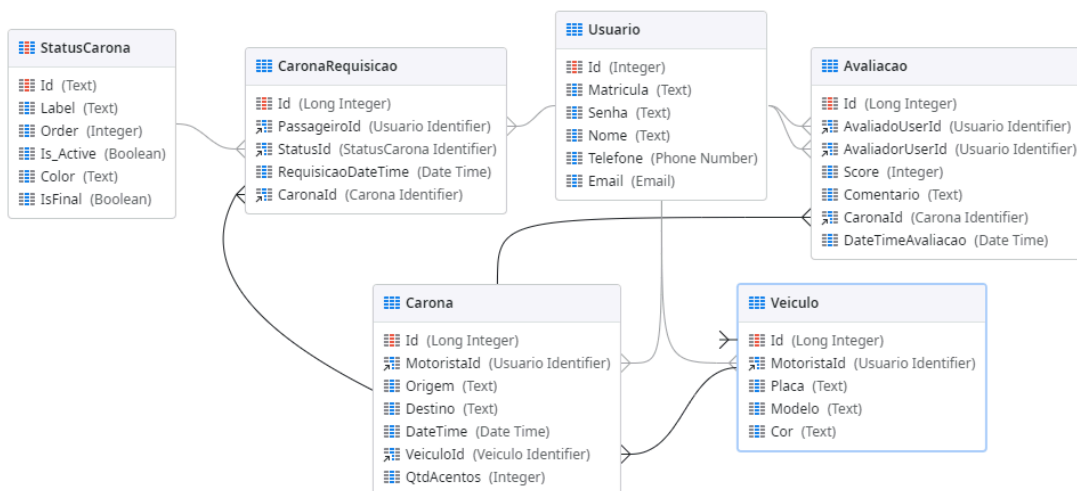 StatusCarona
Id (Text)
Label (Text)
Order (Integer)
Is_Active (Boolean)
Color (Text)
IsFinal (Boolean)
CaronaRequisicao
Id (Long Integer)
PassageiroId (Usuario Identifier)
StatusId (StatusCarona Identifier)
RequisicaoDateTime (Date Time)
CaronaId (Carona Identifier)
Usuario
Id (Integer)
Matricula (Text)
Senha (Text)
Nome (Text)
Telefone (Phone Number)
Email (Email)
Avaliacao
Id (Long Integer)
AvaliadoUserId (Usuario Identifier)
AvaliadorUserId (Usuario Identifier)
Score (Integer)
Comentario (Text)
CaronaId (Carona Identifier)
DateTimeAvaliacao (Date Time)
Carona
Id (Long Integer)
MotoristaId (Usuario Identifier)
Origem (Text)
Destino (Text)
DateTime (Date Time)
VeiculoId (Veiculo Identifier)
QtdAcentos (Integer)
Veiculo
Id (Long Integer)
MotoristaId (Usuario Identifier)
Placa (Text)
Modelo (Text)
Cor (Text)